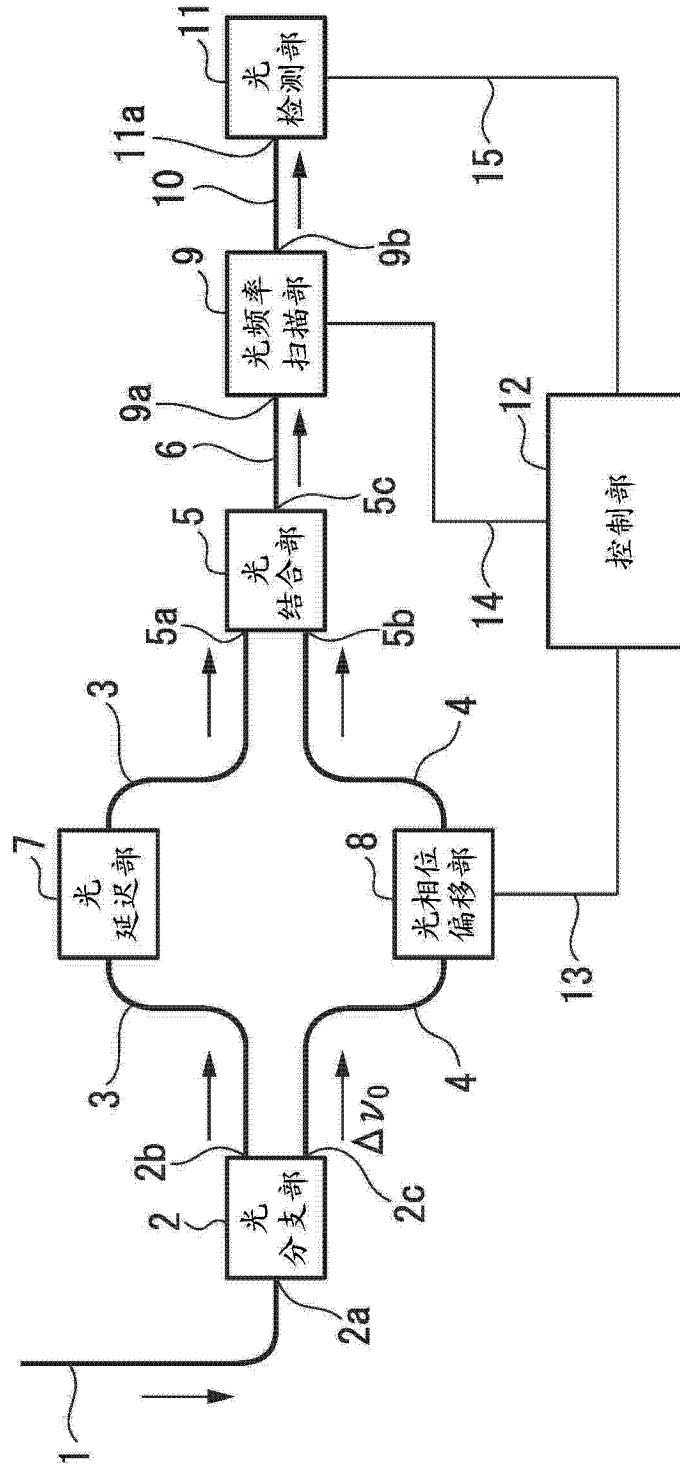 1
2a
2
光
分支部
2b
2c
Δν₀
3
4
7
光
延迟部
8
光相位
偏移部
13
3
4
5a
5b
5
光
结合部
5c
6
9a
9
光频率
扫描部
9b
10
11a
11
光
检测部
14
12
控制部
15